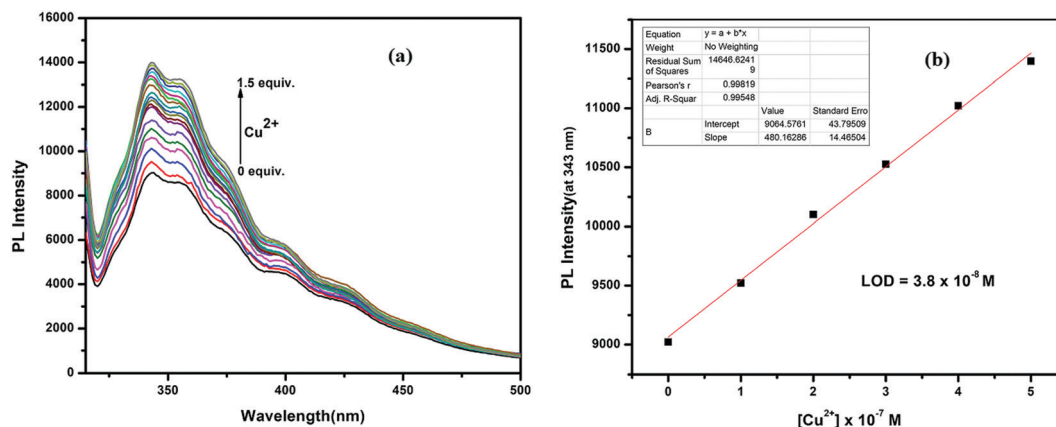 16000
14000
12000
10000
8000
6000
4000
2000
0
PL Intensity
(a)
1.5 equiv.
Cu2+
0 equiv.
350
400
450
500
Wavelength(nm)
11500
11000
10500
10000
9500
9000
PL Intensity(at 343 nm)
Equation y = a + b*x
Weight No Weighting
Residual Sum of Squares 14646.62419
Pearson's r 0.99819
Adj. R-Squar 0.99548
Value Standard Erro
B Intercept 9064.5761 43.79509
Slope 480.16286 14.46504
(b)
LOD = 3.8 x 10-8 M
0 1 2 3 4 5
[Cu2+] x 10-7 M